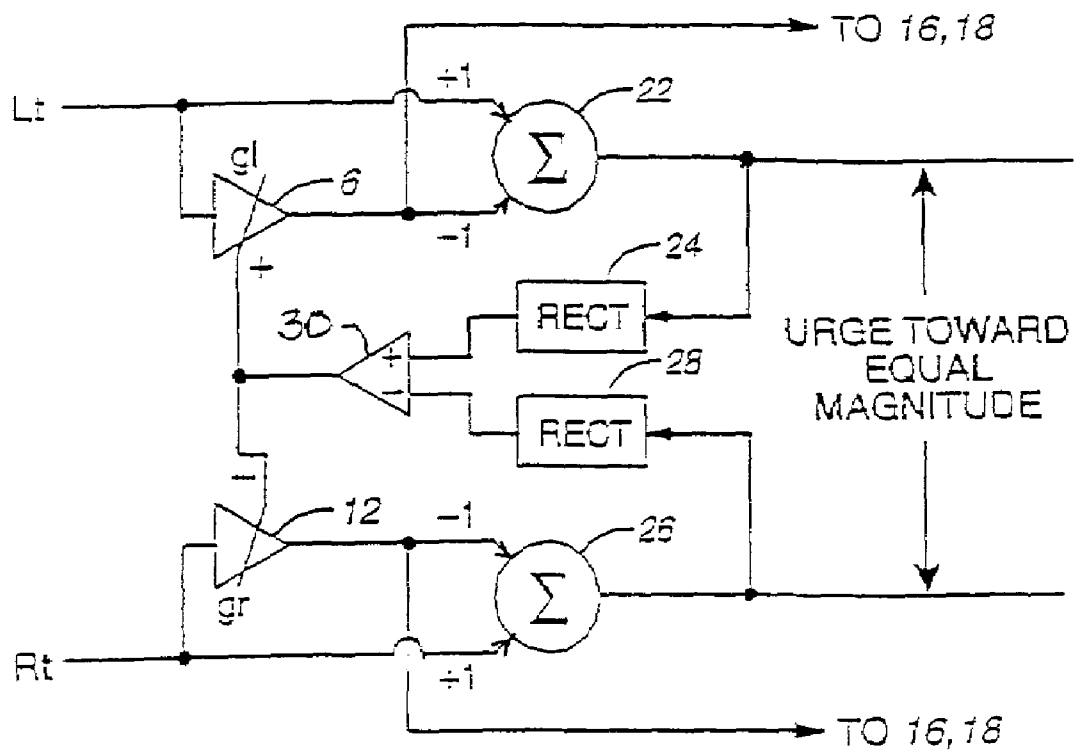 TO 16, 18
+1
22
Lt
Σ
gl
6
−1
+
24
RECT
30
+
−
28
RECT
URGE TOWARD
EQUAL
MAGNITUDE
−
12
−1
26
Σ
gr
Rt
+1
TO 16, 18